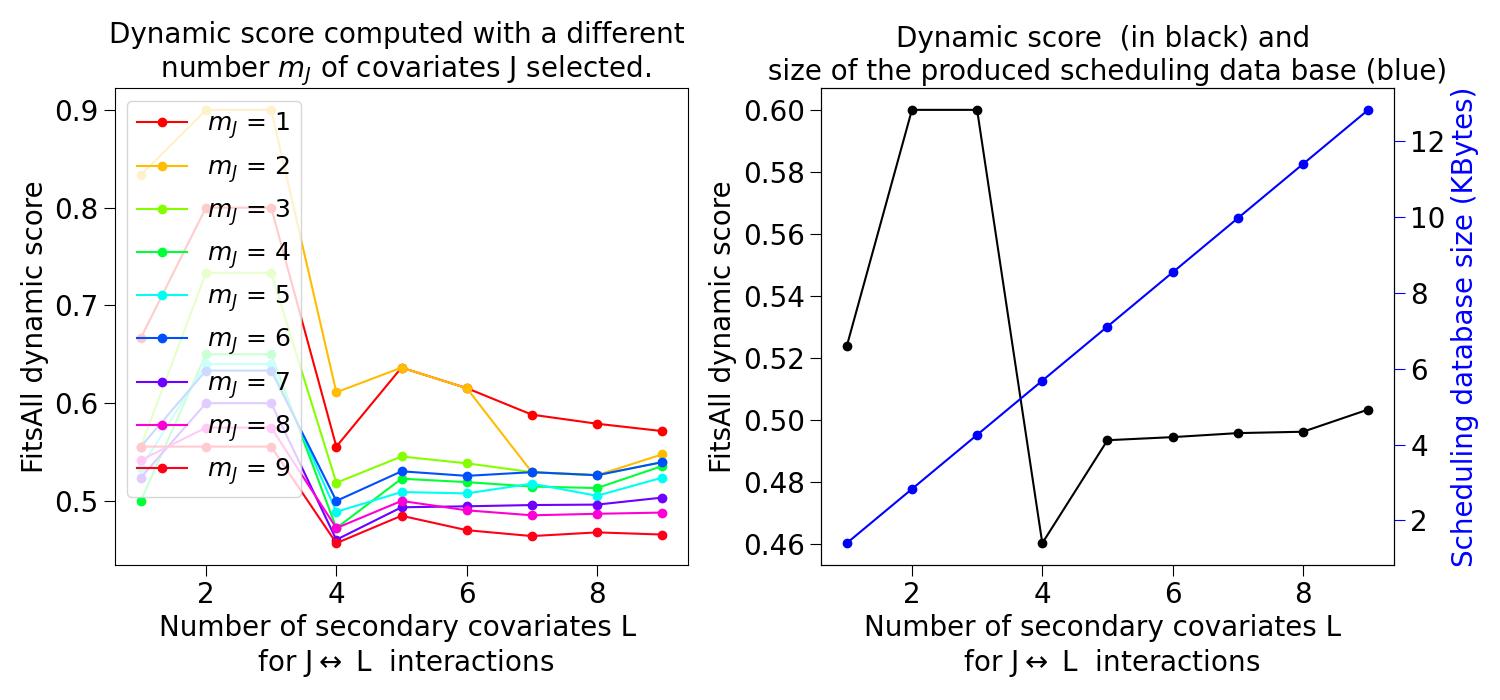 Dynamic score computed with a different
number m_J of covariates J selected.
0.9
0.8
0.7
0.6
0.5
FitsAll dynamic score
m_J = 1
m_J = 2
m_J = 3
m_J = 4
m_J = 5
m_J = 6
m_J = 7
m_J = 8
m_J = 9
2 4 6 8
Number of secondary covariates L
for J↔ L interactions
Dynamic score (in black) and
size of the produced scheduling data base (blue)
0.60
0.58
0.56
0.54
0.52
0.50
0.48
0.46
FitsAll dynamic score
12
10
8
6
4
2
Scheduling database size (KBytes)
2 4 6 8
Number of secondary covariates L
for J↔ L interactions